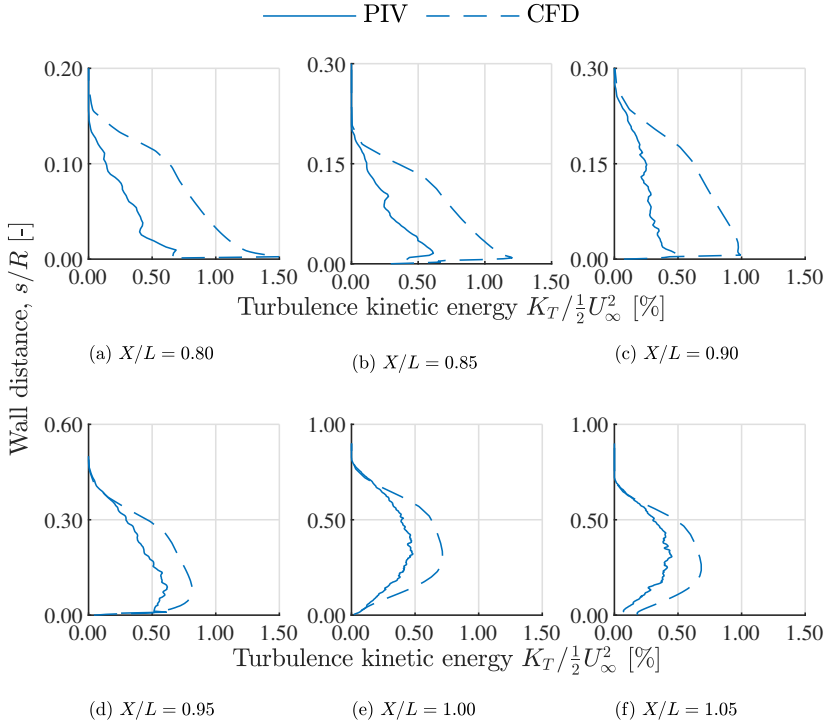 PIV CFD
Wall distance, s/R [-]
0.20 0.30 0.30
0.10 0.15 0.15
0.00 0.00 0.00
0.00 0.50 1.00 1.50 0.00 0.50 1.00 1.50 0.00 0.50 1.00 1.50
Turbulence kinetic energy K_T/½U²_∞ [%]
(a) X/L = 0.80 (b) X/L = 0.85 (c) X/L = 0.90
0.60 1.00 1.00
0.30 0.50 0.50
0.00 0.00 0.00
0.00 0.50 1.00 1.50 0.00 0.50 1.00 1.50 0.00 0.50 1.00 1.50
Turbulence kinetic energy K_T/½U²_∞ [%]
(d) X/L = 0.95 (e) X/L = 1.00 (f) X/L = 1.05